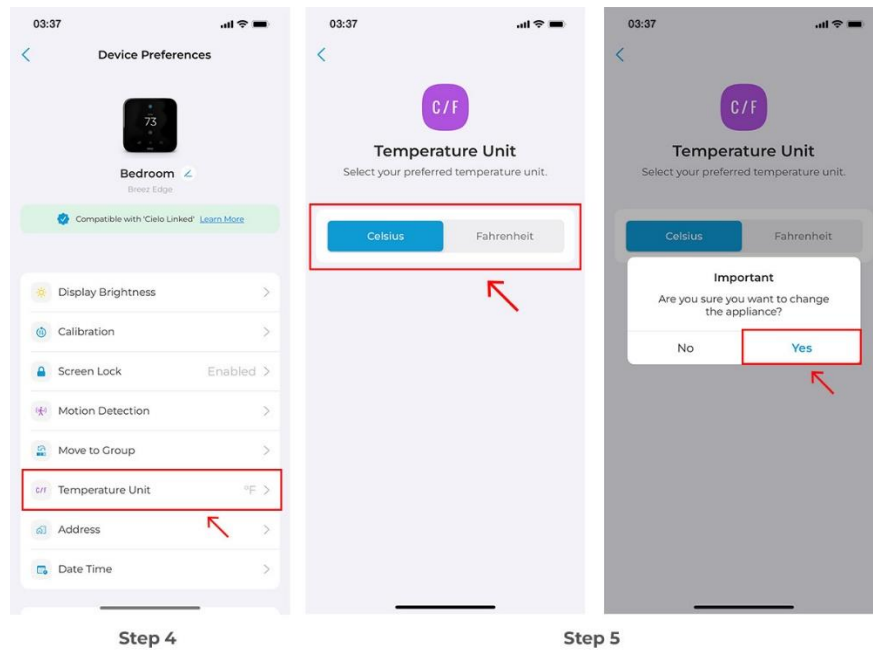 03:37
Device Preferences
73
Bedroom
Breez Edge
Compatible with 'Cielo Linked' Learn More
Display Brightness
Calibration
Screen Lock Enabled
Motion Detection
Move to Group
C/F Temperature Unit °F
Address
Date Time
Step 4
03:37
C/F
Temperature Unit
Select your preferred temperature unit.
Celsius Fahrenheit
03:37
C/F
Temperature Unit
Select your preferred temperature unit.
Celsius Fahrenheit
Important
Are you sure you want to change
the appliance?
No Yes
Step 5